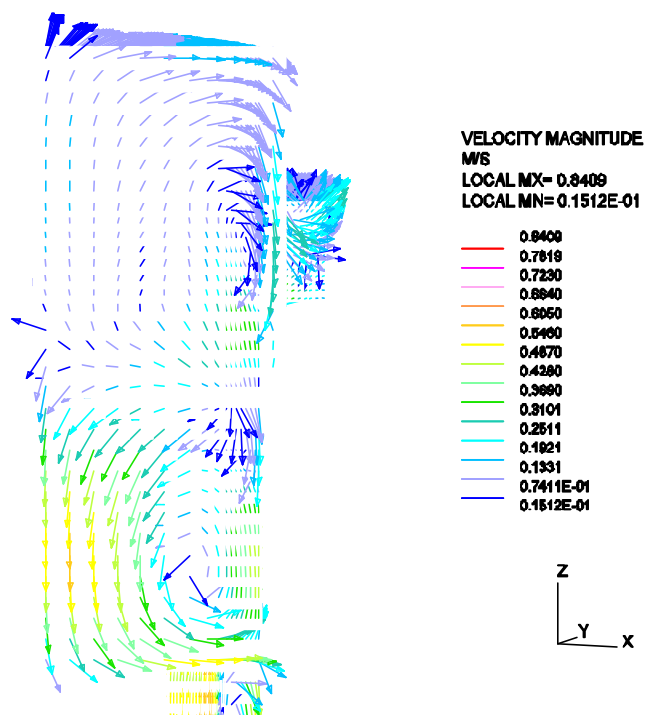 VELOCITY MAGNITUDE
M/S
LOCAL MX= 0.8409
LOCAL MN= 0.1512E-01
0.8409
0.7819
0.7230
0.6640
0.6050
0.5460
0.4870
0.4280
0.3690
0.3101
0.2511
0.1921
0.1331
0.7411E-01
0.1512E-01
Z
Y
X